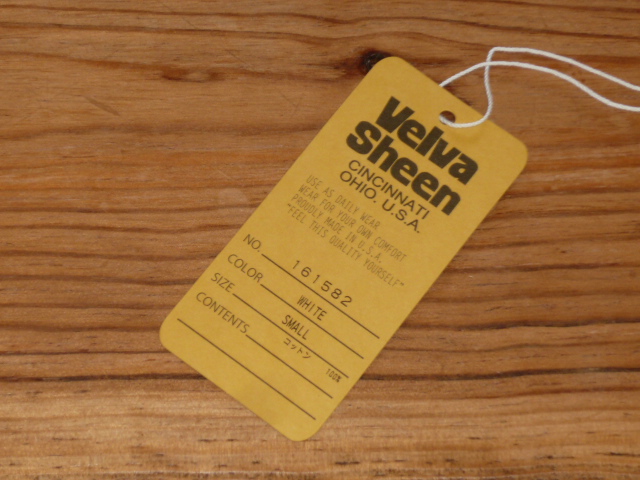 Velva
Sheen
CINCINNATI
OHIO. U.S.A.
USE AS DAILY WEAR
WEAR FOR YOUR OWN COMFORT
"PROUDLY MADE IN U.S.A.
"FEEL THIS QUALITY YOURSELF"
NO. 161582
COLOR WHITE
SIZE SMALL
CONTENTS コットン 100%